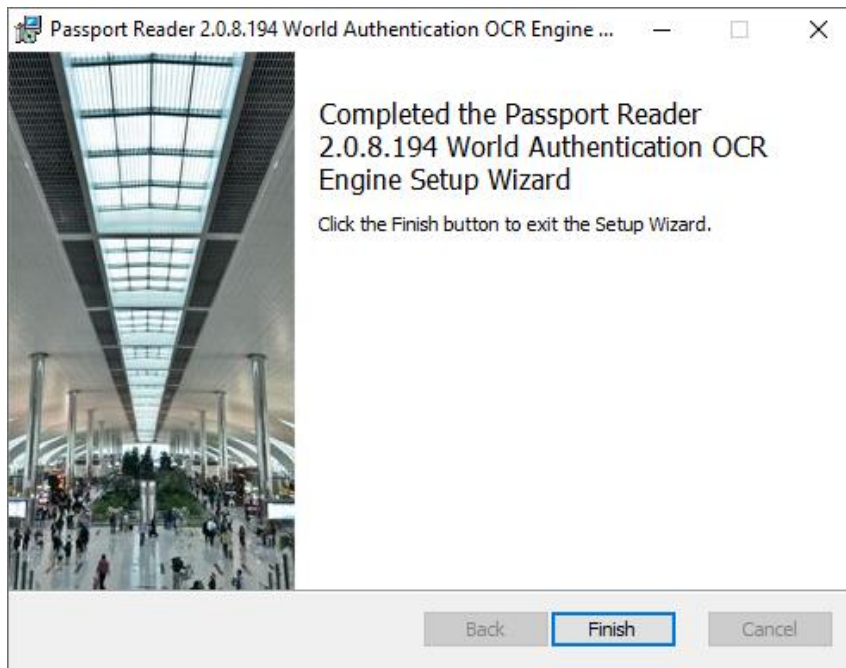 Passport Reader 2.0.8.194 World Authentication OCR Engine ...
Completed the Passport Reader
2.0.8.194 World Authentication OCR
Engine Setup Wizard
Click the Finish button to exit the Setup Wizard.
Back Finish Cancel